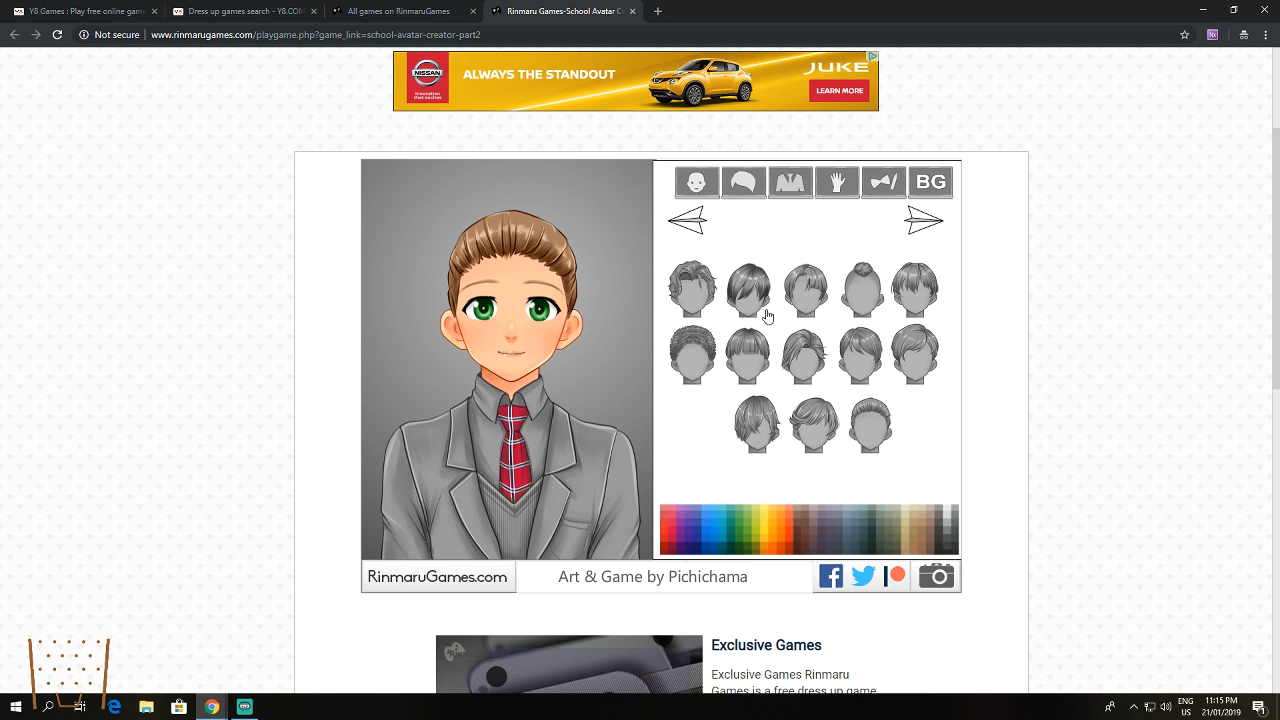 Y8 Games : Play free online gam
Dress up games search - Y8.COM
All games on RinmaruGames
Rinmaru Games-School Avatar C
Not secure | www.rinmarugames.com/playgame.php?game_link=school-avatar-creator-part2
NISSAN
Innovation
that excites
ALWAYS THE STANDOUT
JUKE
LEARN MORE
BG
RinmaruGames.com
Art & Game by Pichichama
Exclusive Games
Exclusive Games Rinmaru
Games is a free dress up game
ENG
US
11:15 PM
21/01/2019